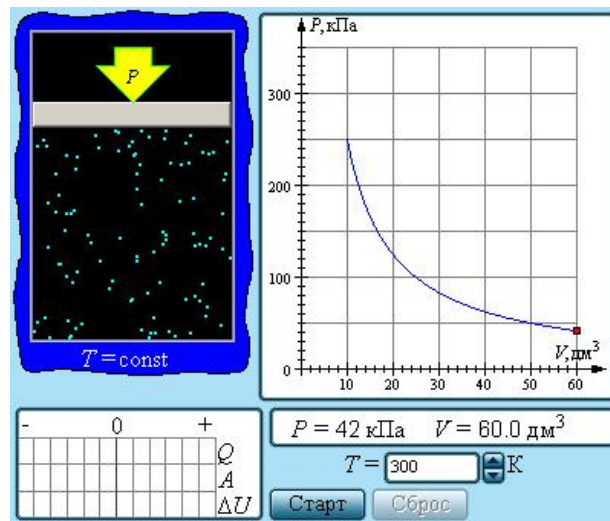 P
T = const
P, кПа
300
200
100
0
10
20
30
40
50
60
V, дм³
- 0 +
Q
A
ΔU
P = 42 кПа V = 60.0 дм³
T = 300 К
Старт Сброс